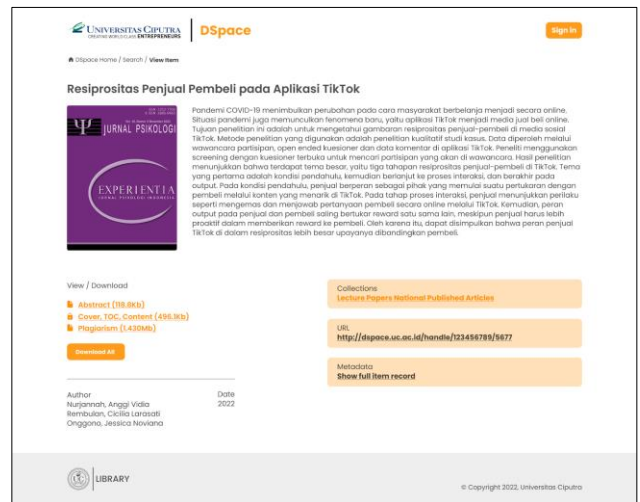 UNIVERSITAS CIPUTRA
CREATING WORLD CLASS ENTREPRENEURS
DSpace
Sign in
DSpace Home / Search / View Item
Resiprositas Penjual Pembeli pada Aplikasi TikTok
JURNAL PSIKOLOGI
EXPERIENTIA
JURNAL PSIKOLOGI INDONESIA
Pandemi COVID-19 menimbulkan perubahan pada cara masyarakat berbelanja menjadi secara online.
Situasi pandemi juga memunculkan fenomena baru, yaitu aplikasi TikTok menjadi media jual beli online.
Tujuan penelitian ini adalah untuk mengetahui gambaran resiprositas penjual-pembeli di media sosial
TikTok. Metode penelitian yang digunakan adalah penelitian kualitatif studi kasus. Data diperoleh melalui
wawancara partisipan, open ended kuesioner dan data komentar di aplikasi TikTok. Peneliti menggunakan
screening dengan kuesioner terbuka untuk mencari partisipan yang akan di wawancara. Hasil penelitian
menunjukkan bahwa terdapat tema besar, yaitu tiga tahapan resiprositas penjual-pembeli di TikTok. Tema
yang pertama adalah kondisi pendahulu, kemudian berlanjut ke proses interaksi, dan berakhir pada
output. Pada kondisi pendahulu, penjual berperan sebagai pihak yang memulai suatu pertukaran dengan
pembeli melalui konten yang menarik di TikTok. Pada tahap proses interaksi, penjual menunjukkan perilaku
seperti mengemas dan menjawab pertanyaan pembeli secara online melalui TikTok. Kemudian, peran
output pada penjual dan pembeli saling bertukar reward satu sama lain, meskipun penjual harus lebih
proaktif dalam memberikan reward ke pembeli. Oleh karena itu, dapat disimpulkan bahwa peran penjual
TikTok di dalam resiprositas lebih besar upayanya dibandingkan pembeli.
View / Download
Abstract (118.8Kb)
Cover, TOC, Content (496.1Kb)
Plagiarism (1.430Mb)
Download All
Author
Nurjannah, Anggi Vidia
Rembulan, Cicilia Larasati
Onggono, Jessica Noviana
Date
2022
Collections
Lecture Papers National Published Articles
URL
http://dspace.uc.ac.id/handle/123456789/5677
Metadata
Show full item record
LIBRARY
© Copyright 2022, Universitas Ciputra